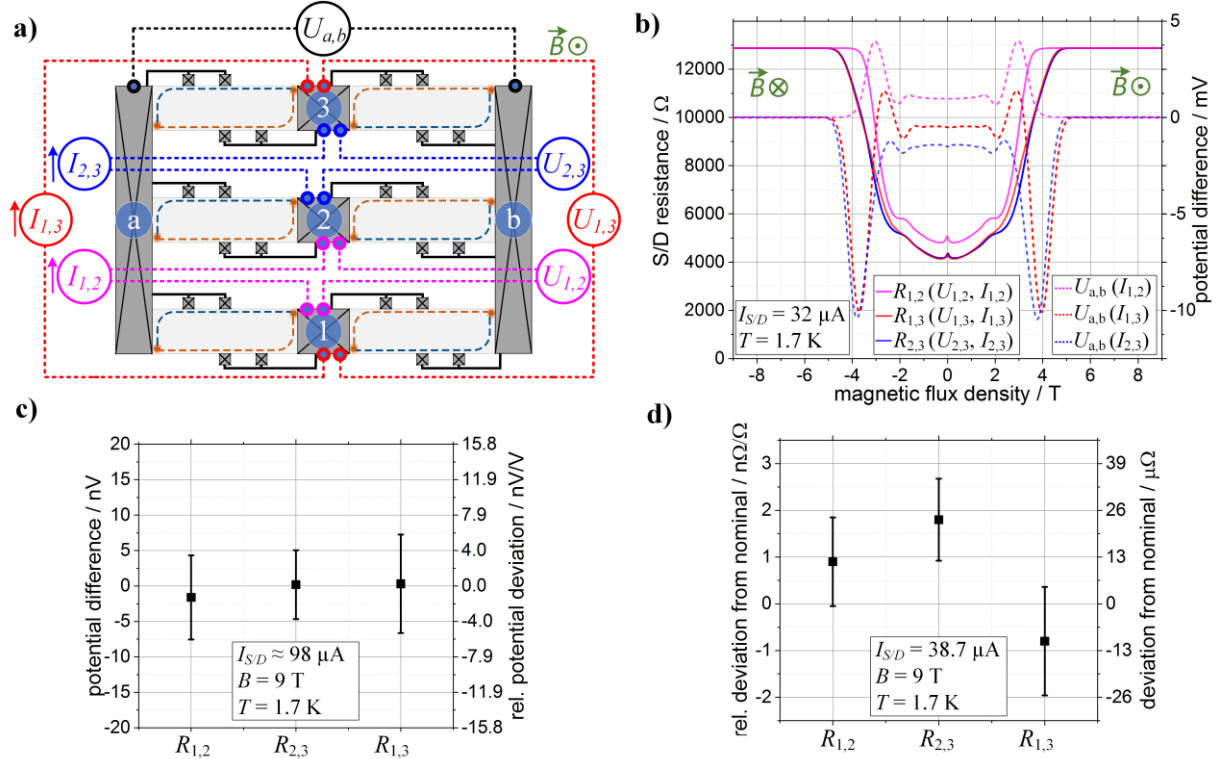 a)
U_{a,b}
B ⊙
3
I_{2,3}
U_{2,3}
a
I_{1,3}
2
b
U_{1,3}
I_{1,2}
U_{1,2}
1
b)
S/D resistance / Ω
12000
10000
8000
6000
4000
2000
0
B ⊗
B ⊙
5
0
-5
-10
potential difference / mV
I_{S/D} = 32 μA
T = 1.7 K
R_{1,2} (U_{1,2}, I_{1,2})
R_{1,3} (U_{1,3}, I_{1,3})
R_{2,3} (U_{2,3}, I_{2,3})
U_{a,b} (I_{1,2})
U_{a,b} (I_{1,3})
U_{a,b} (I_{2,3})
-8 -6 -4 -2 0 2 4 6 8
magnetic flux density / T
c)
potential difference / nV
20
15
10
5
0
-5
-10
-15
-20
15.8
11.9
7.9
4.0
0.0
-4.0
-7.9
-11.9
-15.8
rel. potential deviation / nV/V
I_{S/D} ≈ 98 μA
B = 9 T
T = 1.7 K
R_{1,2} R_{2,3} R_{1,3}
d)
rel. deviation from nominal / nΩ/Ω
3
2
1
0
-1
-2
39
26
13
0
-13
-26
deviation from nominal / μΩ
I_{S/D} = 38.7 μA
B = 9 T
T = 1.7 K
R_{1,2} R_{2,3} R_{1,3}